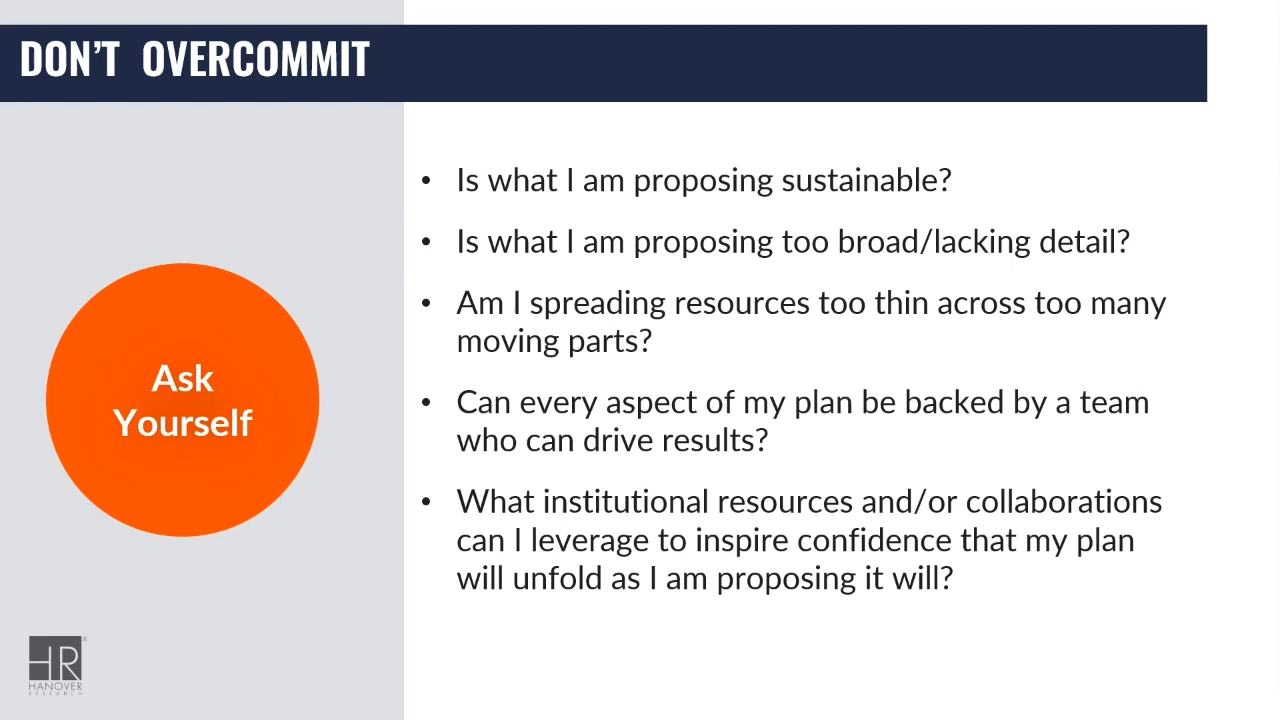 DON'T OVERCOMMIT
Ask
Yourself
• Is what I am proposing sustainable?
• Is what I am proposing too broad/lacking detail?
• Am I spreading resources too thin across too many
moving parts?
• Can every aspect of my plan be backed by a team
who can drive results?
• What institutional resources and/or collaborations
can I leverage to inspire confidence that my plan
will unfold as I am proposing it will?
HR®
HANOVER
RESEARCH